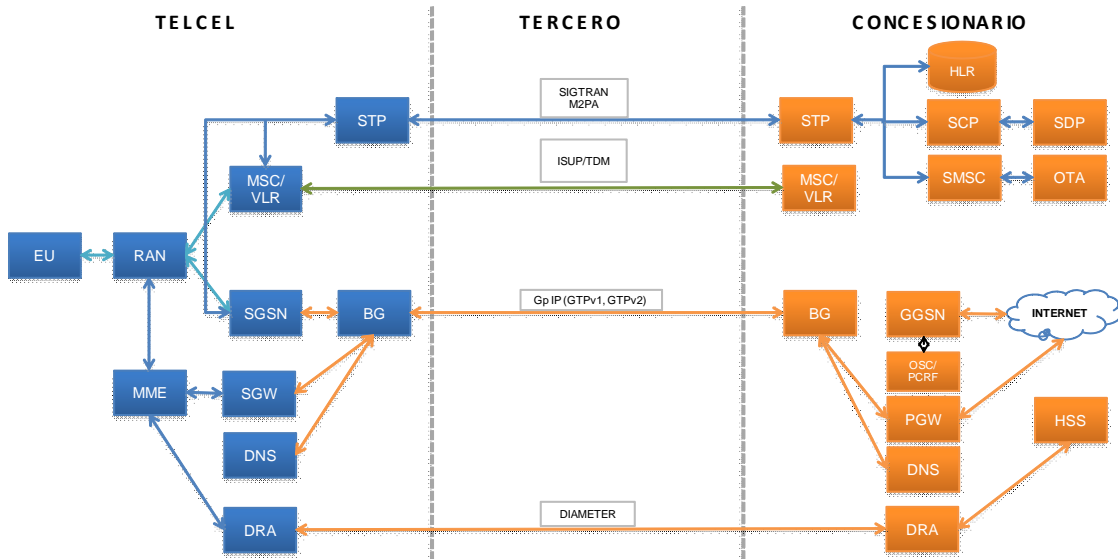 TELCEL
TERCERO
CONCESIONARIO
HLR
SIGTRAN
M2PA
STP
STP
SCP
SDP
ISUP/TDM
MSC/
VLR
MSC/
VLR
SMSC
OTA
EU
RAN
SGSN
BG
Gp IP (GTPv1, GTPv2)
BG
GGSN
INTERNET
OSC/
PCRF
MME
SGW
PGW
HSS
DNS
DNS
DRA
DIAMETER
DRA